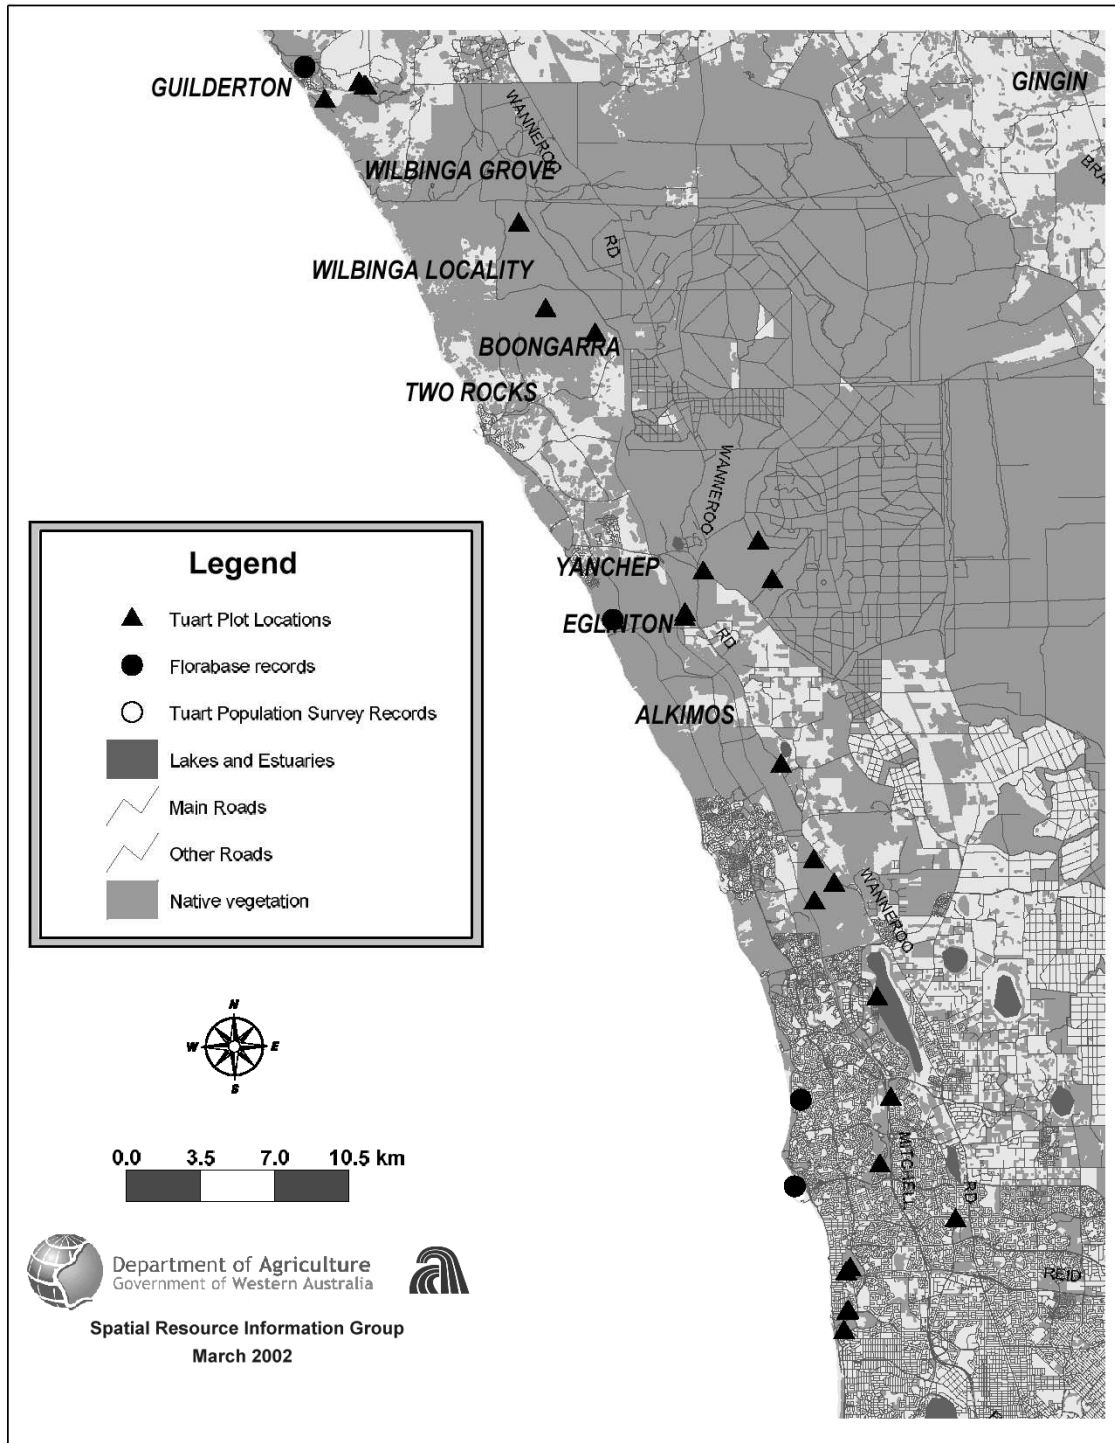 GUILDERTON
GINGIN
WANNEROO
BRA
WILBINGA GROVE
RD
WILBINGA LOCALITY
BOONGARRA
TWO ROCKS
WANNEROO
YANCHEP
EGLINTON
RD
ALKIMOS
WANNEROO
MITCHELL
RD
REID
Legend
Tuart Plot Locations
Florabase records
Tuart Population Survey Records
Lakes and Estuaries
Main Roads
Other Roads
Native vegetation
N
W E
S
0.0 3.5 7.0 10.5 km
Department of Agriculture
Government of Western Australia
Spatial Resource Information Group
March 2002